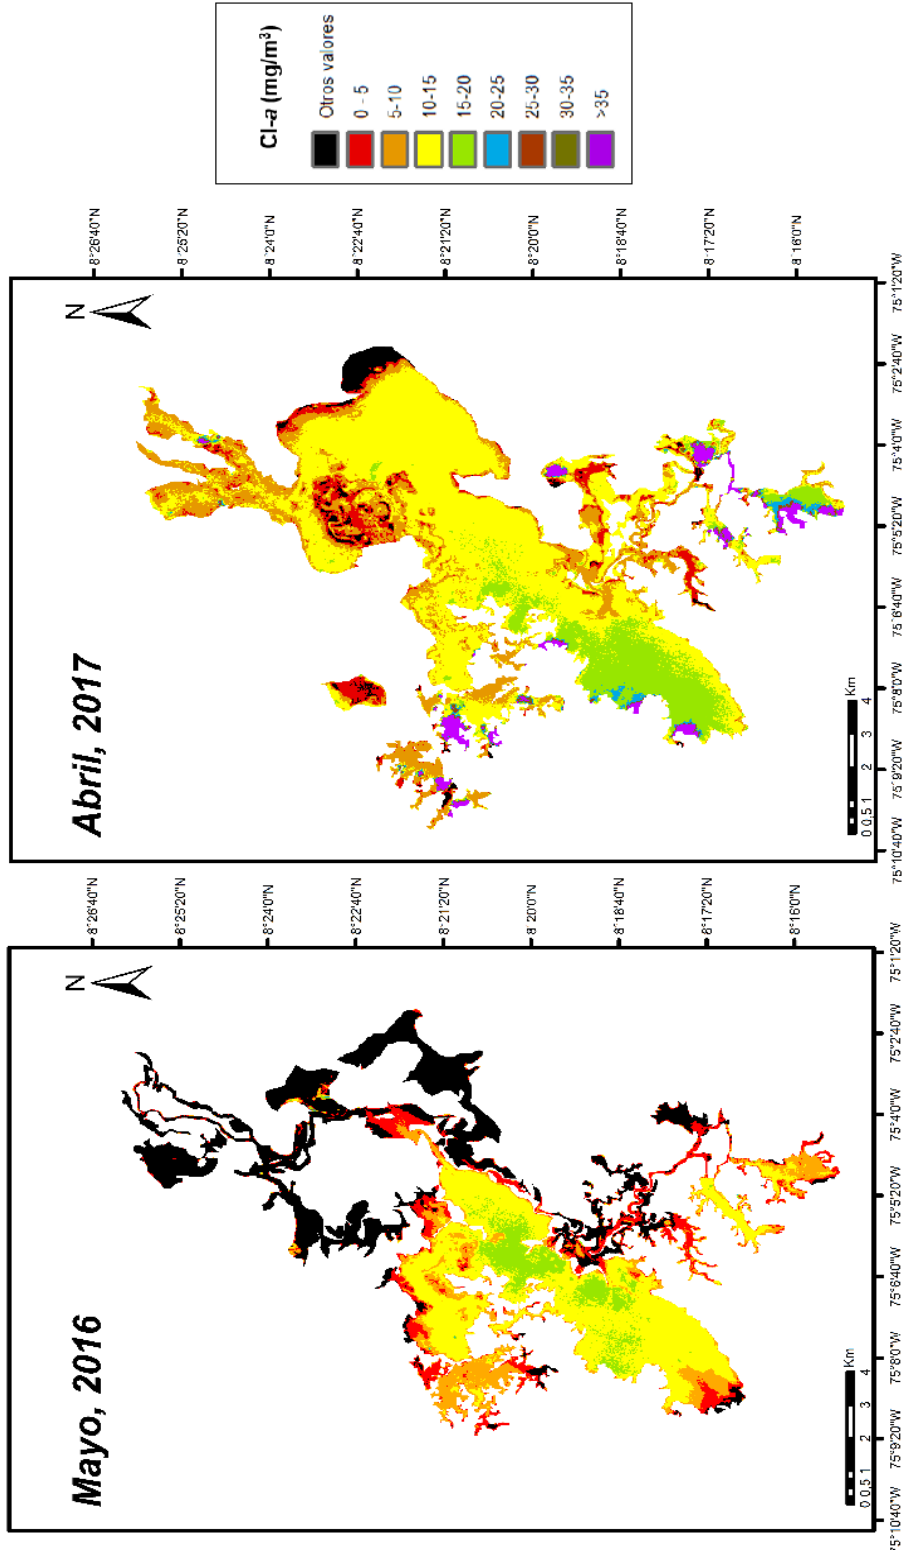 Mayo, 2016
N
8°26'40"N
8°25'20"N
8°24'0"N
8°22'40"N
8°21'20"N
8°20'0"N
8°18'40"N
8°17'20"N
8°16'0"N
Km
0 0.5 1 2 3 4
75°10'40"W 75°9'20"W 75°8'0"W 75°6'40"W 75°5'20"W 75°4'0"W 75°2'40"W 75°1'20"W
Abril, 2017
N
8°26'40"N
8°25'20"N
8°24'0"N
8°22'40"N
8°21'20"N
8°20'0"N
8°18'40"N
8°17'20"N
8°16'0"N
Km
0 0.5 1 2 3 4
75°10'40"W 75°9'20"W 75°8'0"W 75°6'40"W 75°5'20"W 75°4'0"W 75°2'40"W 75°1'20"W
Cl-a (mg/m³)
Otros valores
0 - 5
5-10
10-15
15-20
20-25
25-30
30-35
>35